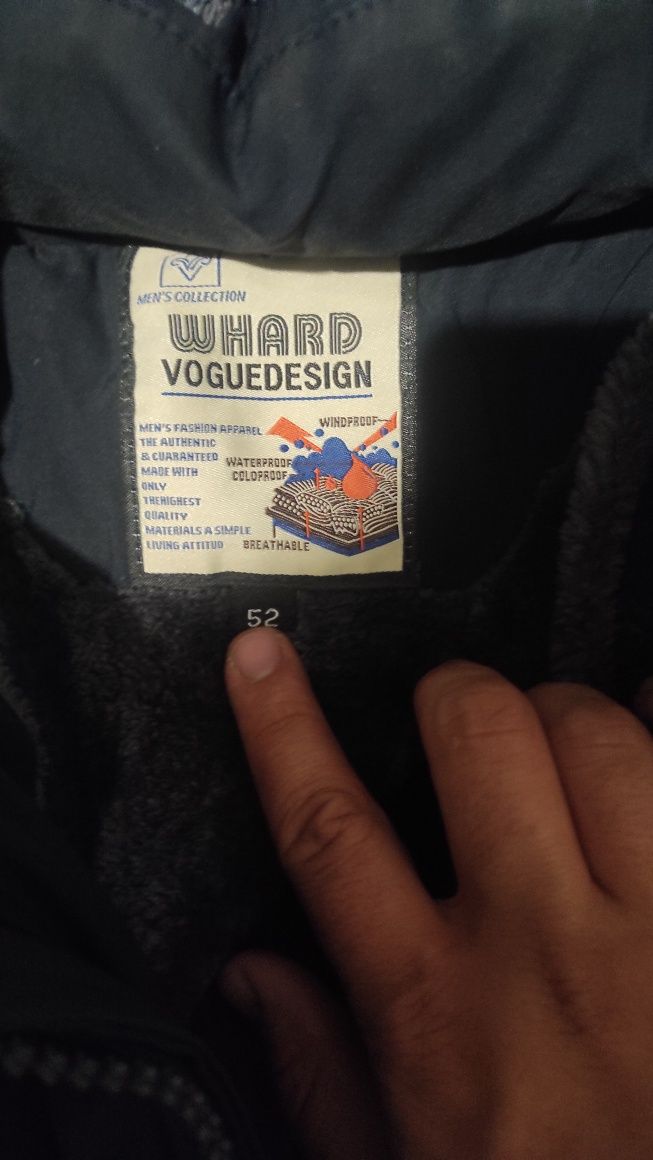 MEN'S COLLECTION
WHARD
VOGUEDESIGN
MEN'S FASHION APPAREL
THE AUTHENTIC
& GUARANTEED
MADE WITH
ONLY
THEHIGHEST
QUALITY
MATERIALS A SIMPLE
LIVING ATTITUD
WINDPROOF
WATERPROOF
COLDPROOF
BREATHABLE
52